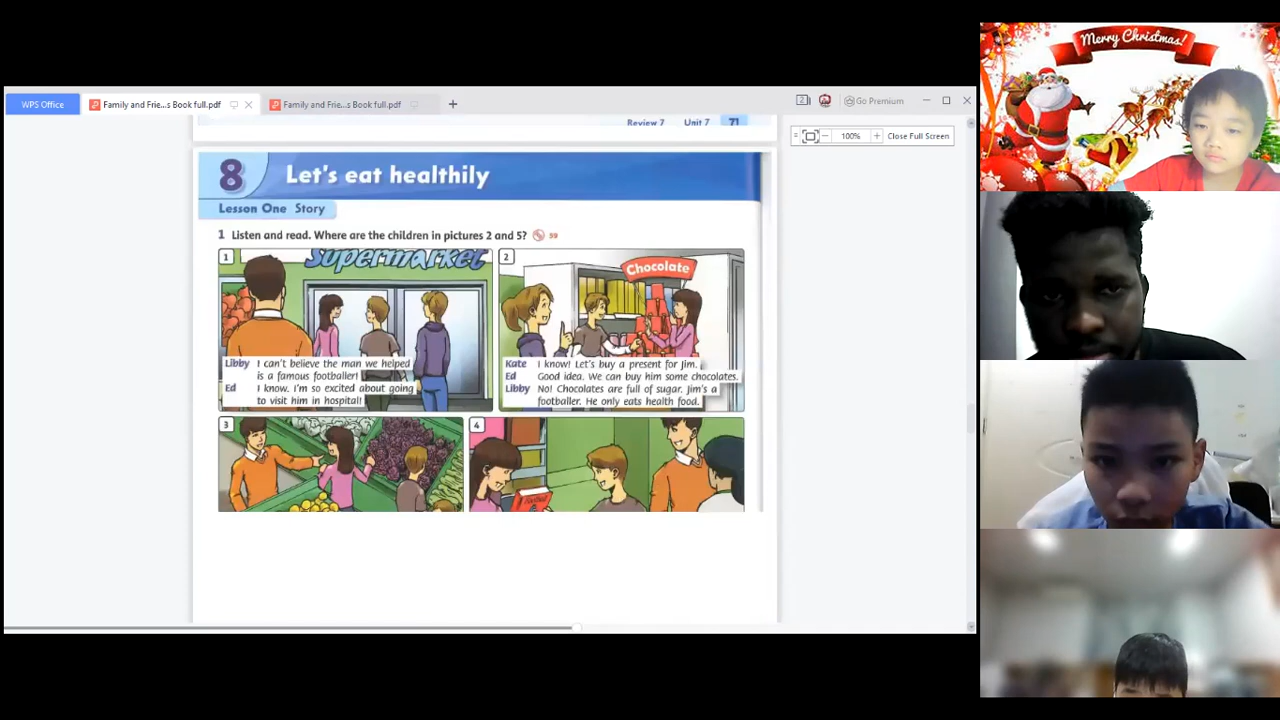 Merry Christmas!
WPS Office
Family and Frie...s Book full.pdf
Family and Frie...s Book full.pdf
2
Go Premium
100%
Close Full Screen
Review 7 Unit 7 71
8 Let's eat healthily
Lesson One Story
1 Listen and read. Where are the children in pictures 2 and 5? 59
1
Supermarket
Libby I can't believe the man we helped
is a famous footballer!
Ed I know. I'm so excited about going
to visit him in hospital!
2
Chocolate
Kate I know! Let's buy a present for Jim.
Ed Good idea. We can buy him some chocolates.
Libby No! Chocolates are full of sugar. Jim's a
footballer. He only eats health food.
3
4
Football